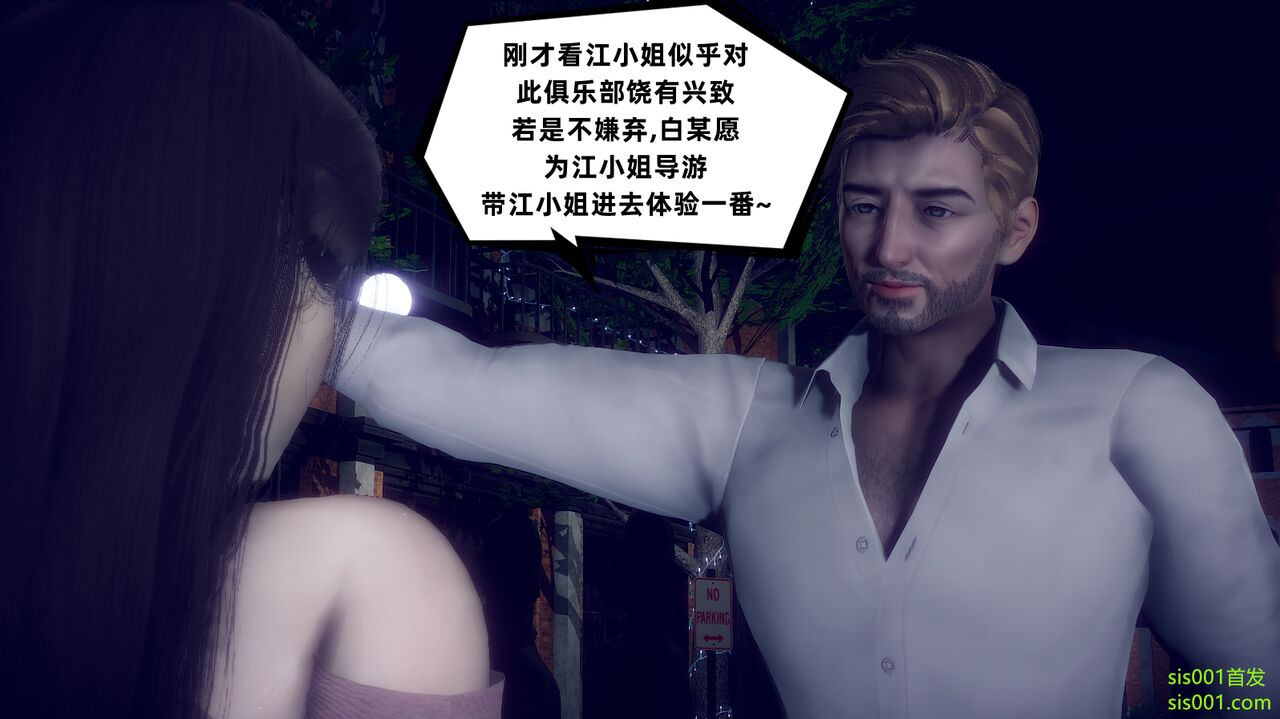 刚才看江小姐似乎对
此俱乐部饶有兴致
若是不嫌弃,白某愿
为江小姐导游
带江小姐进去体验一番~
NO
PARKING
sis001首发
sis001.com